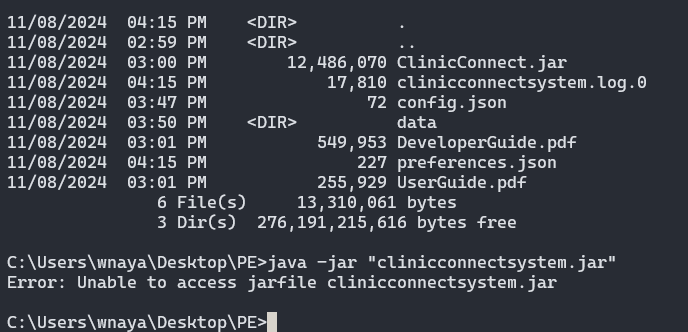 11/08/2024  04:15 PM    <DIR>          .
11/08/2024  02:59 PM    <DIR>          ..
11/08/2024  03:00 PM        12,486,070 ClinicConnect.jar
11/08/2024  04:15 PM            17,810 clinicconnectsystem.log.0
11/08/2024  03:47 PM                72 config.json
11/08/2024  03:50 PM    <DIR>          data
11/08/2024  03:01 PM           549,953 DeveloperGuide.pdf
11/08/2024  04:15 PM               227 preferences.json
11/08/2024  03:01 PM           255,929 UserGuide.pdf
               6 File(s)     13,310,061 bytes
               3 Dir(s)  276,191,215,616 bytes free
C:\Users\wnaya\Desktop\PE>java -jar "clinicconnectsystem.jar"
Error: Unable to access jarfile clinicconnectsystem.jar
C:\Users\wnaya\Desktop\PE>